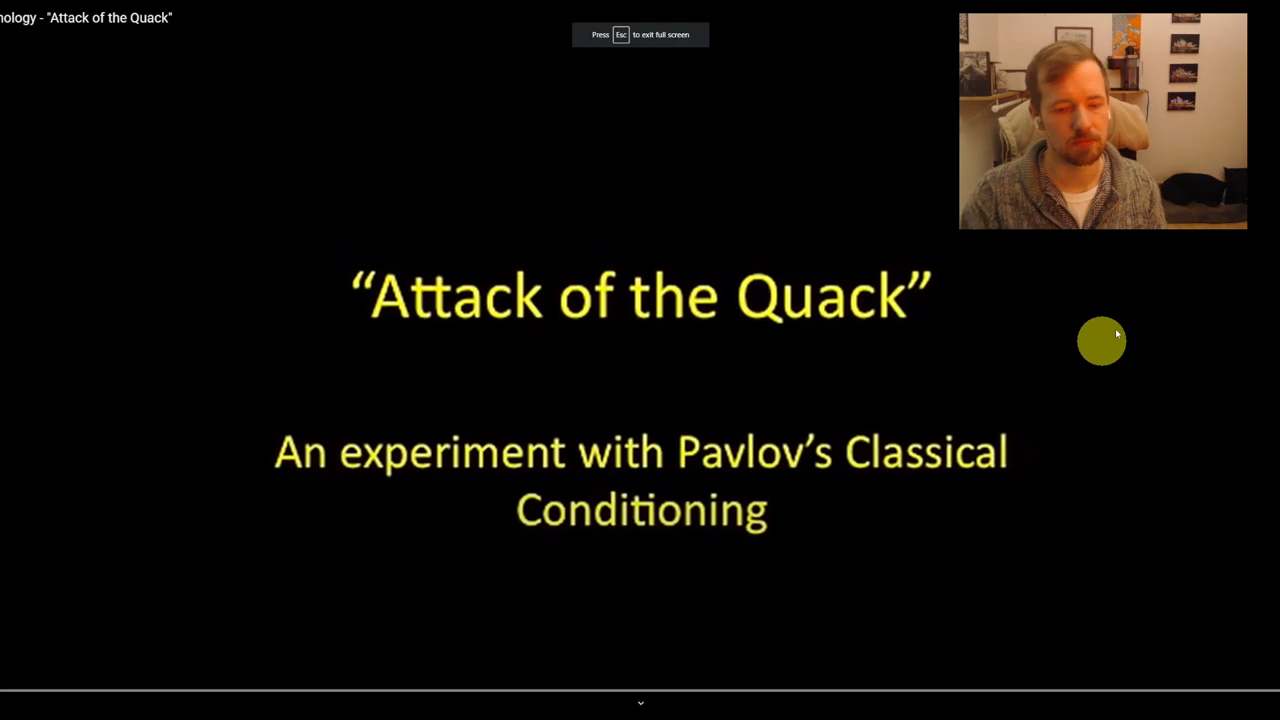 nology - "Attack of the Quack"
Press Esc to exit full screen
“Attack of the Quack”
An experiment with Pavlov’s Classical
Conditioning